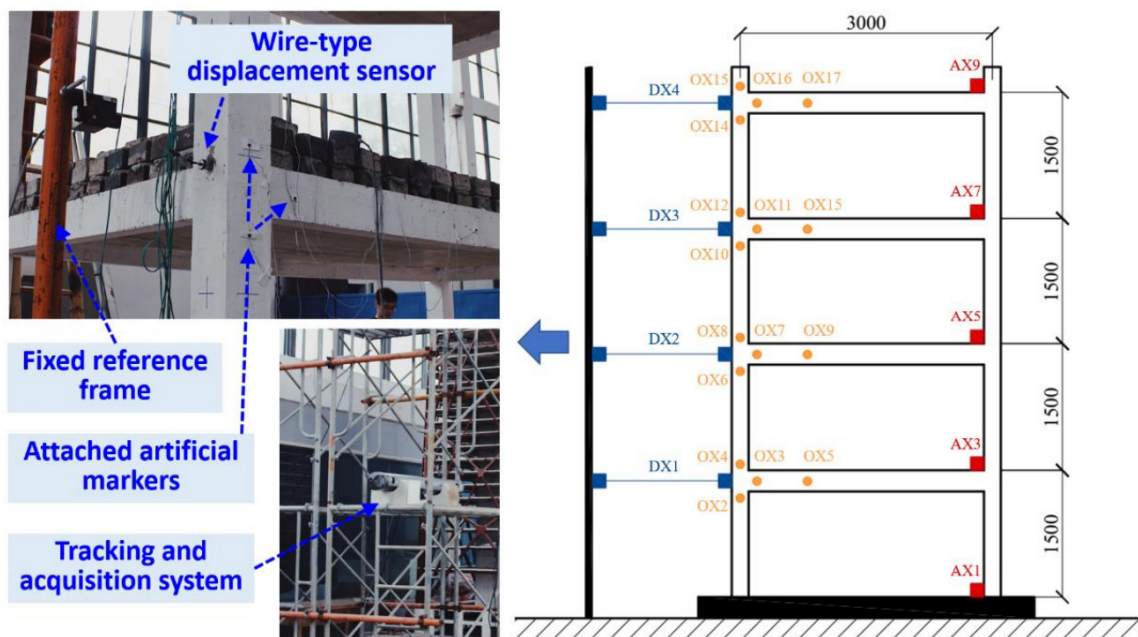 Wire-type
displacement sensor
Fixed reference
frame
Attached artificial
markers
Tracking and
acquisition system
3000
OX15 OX16 OX17 AX9
DX4
OX14
1500
OX12 OX11 OX15 AX7
DX3
OX10
1500
OX8 OX7 OX9 AX5
DX2
OX6
1500
OX4 OX3 OX5 AX3
DX1
OX2
1500
AX1